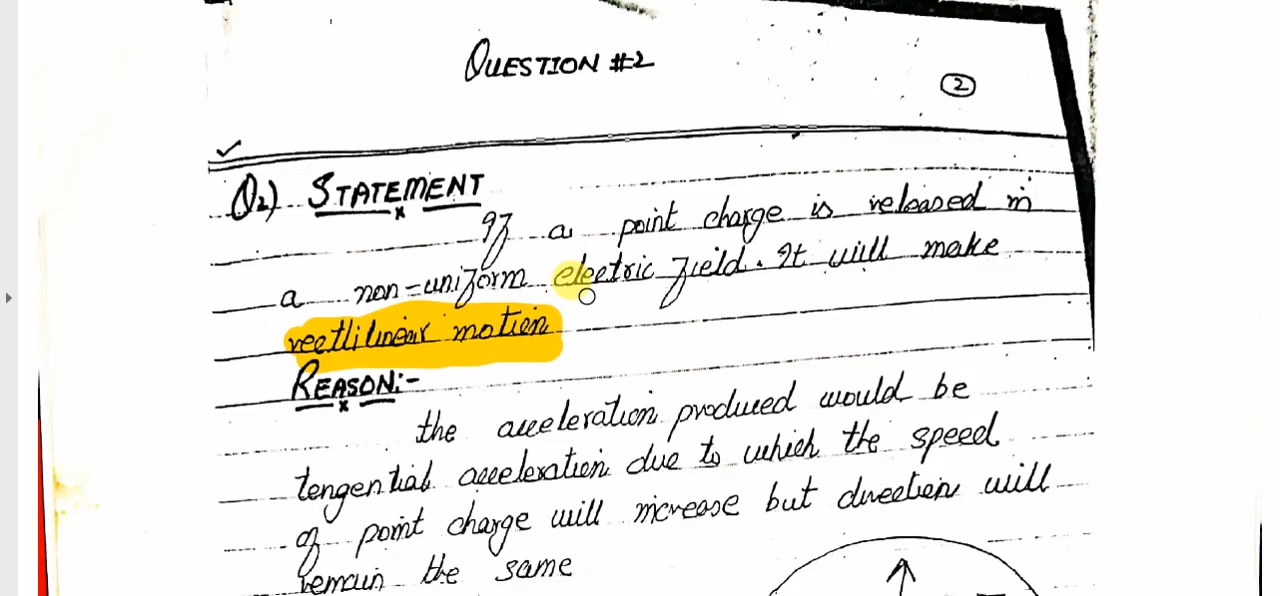 QUESTION #2
2
Q2) STATEMENT
If a point charge is released in
a non-uniform electric field. It will make
rectilinear motion
REASON:-
the acceleration produced would be
tengential acceleration due to which the speed
of point charge will increase but direction will
remain the same